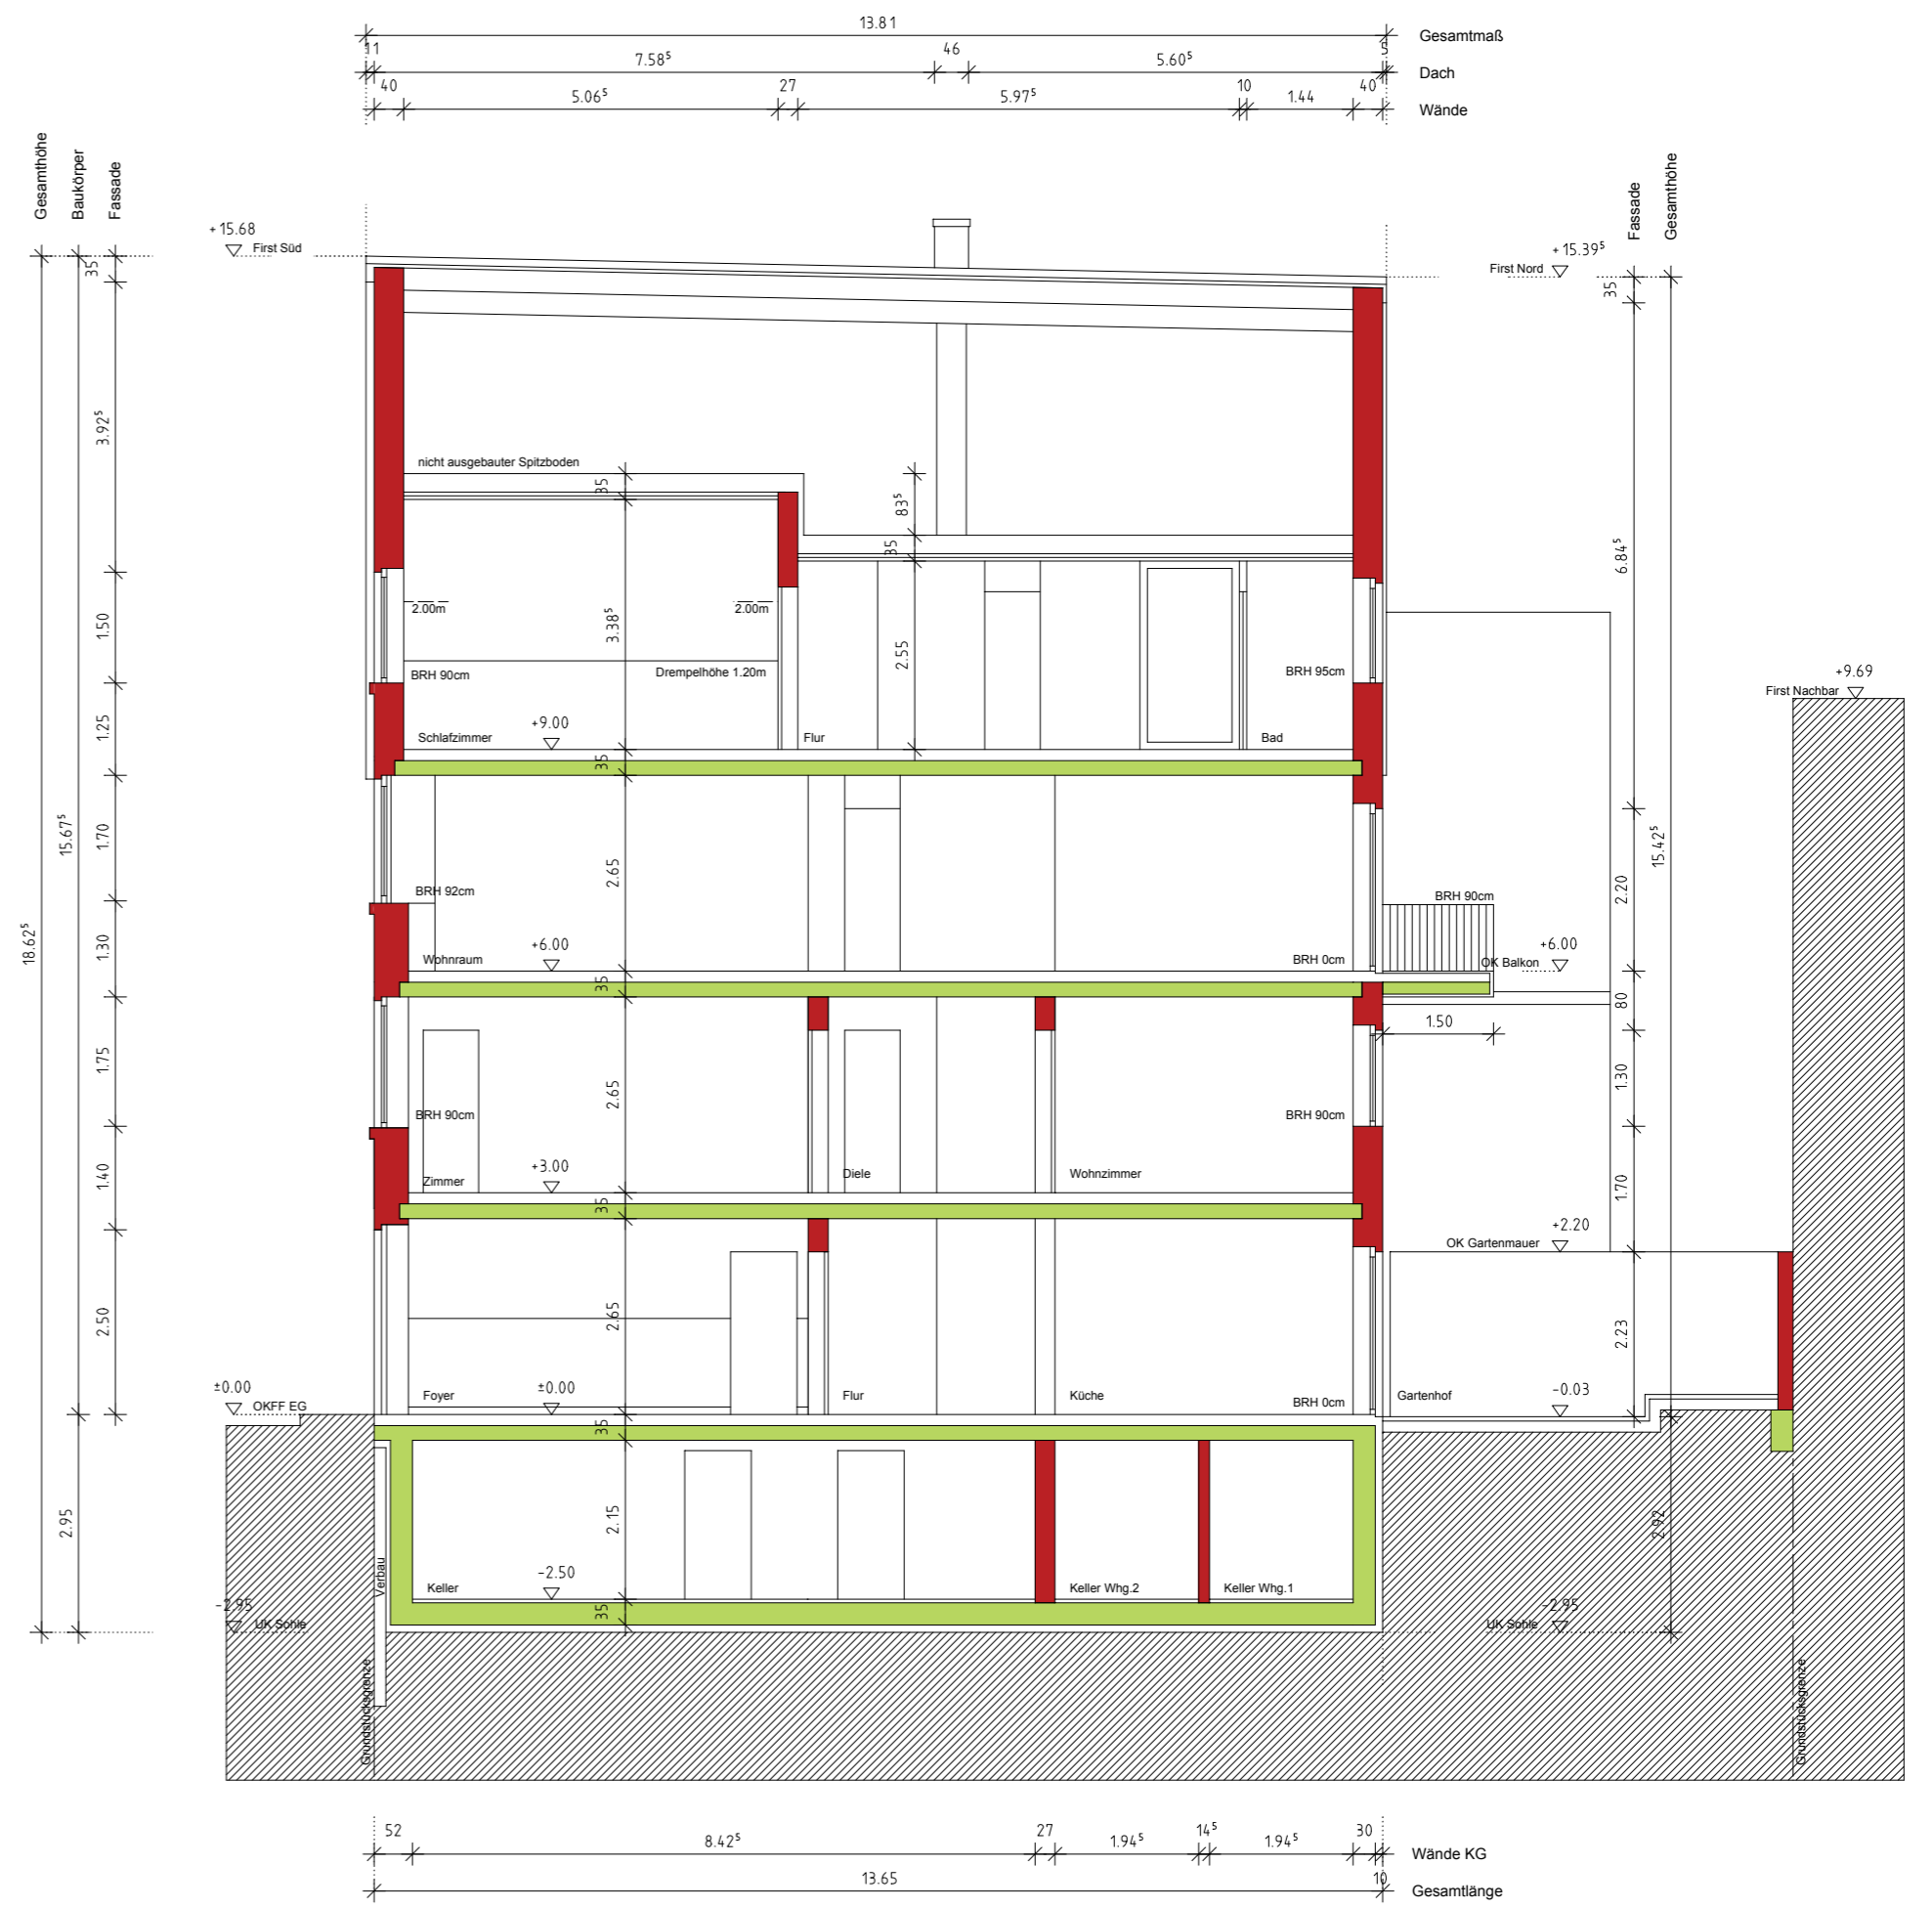 13.81
Gesamtmaß
11
7.58⁵
46
5.60⁵
5
Dach
40
5.06⁵
27
5.97⁵
10
1.44
40
Wände
Gesamthöhe
Baukörper
Fassade
Fassade
Gesamthöhe
+15.68
First Süd
+15.39⁵
First Nord
35
35
3.92⁵
nicht ausgebauter Spitzboden
35
83⁵
35
6.84⁵
2.00m
2.00m
1.50
3.38⁵
2.55
BRH 90cm
Drempelhöhe 1.20m
BRH 95cm
+9.69
First Nachbar
1.25
Schlafzimmer
+9.00
Flur
Bad
35
15.67⁵
1.70
2.65
15.42⁵
BRH 92cm
2.20
BRH 90cm
18.62⁵
1.30
Wohnraum
+6.00
BRH 0cm
OK Balkon
+6.00
35
80
1.50
1.75
2.65
1.30
BRH 90cm
BRH 90cm
1.40
Zimmer
+3.00
Diele
Wohnzimmer
1.70
35
OK Gartenmauer
+2.20
2.50
2.65
2.23
±0.00
OKFF EG
Foyer
±0.00
Flur
Küche
BRH 0cm
Gartenhof
-0.03
35
2.95
2.15
2.92
Verbau
Keller
-2.50
Keller Whg.2
Keller Whg.1
-2.95
UK Sohle
35
UK Sohle
-2.95
Grundstücksgrenze
Grundstücksgrenze
52
8.42⁵
27
1.94⁵
14⁵
1.94⁵
30
Wände KG
13.65
10
Gesamtlänge